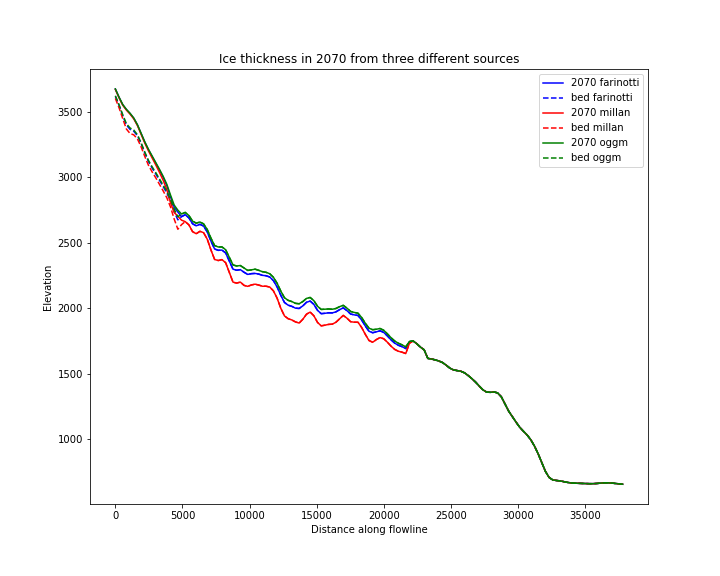 Ice thickness in 2070 from three different sources
2070 farinotti
bed farinotti
2070 millan
bed millan
2070 oggm
bed oggm
3500
3000
2500
2000
1500
1000
Elevation
0 5000 10000 15000 20000 25000 30000 35000
Distance along flowline